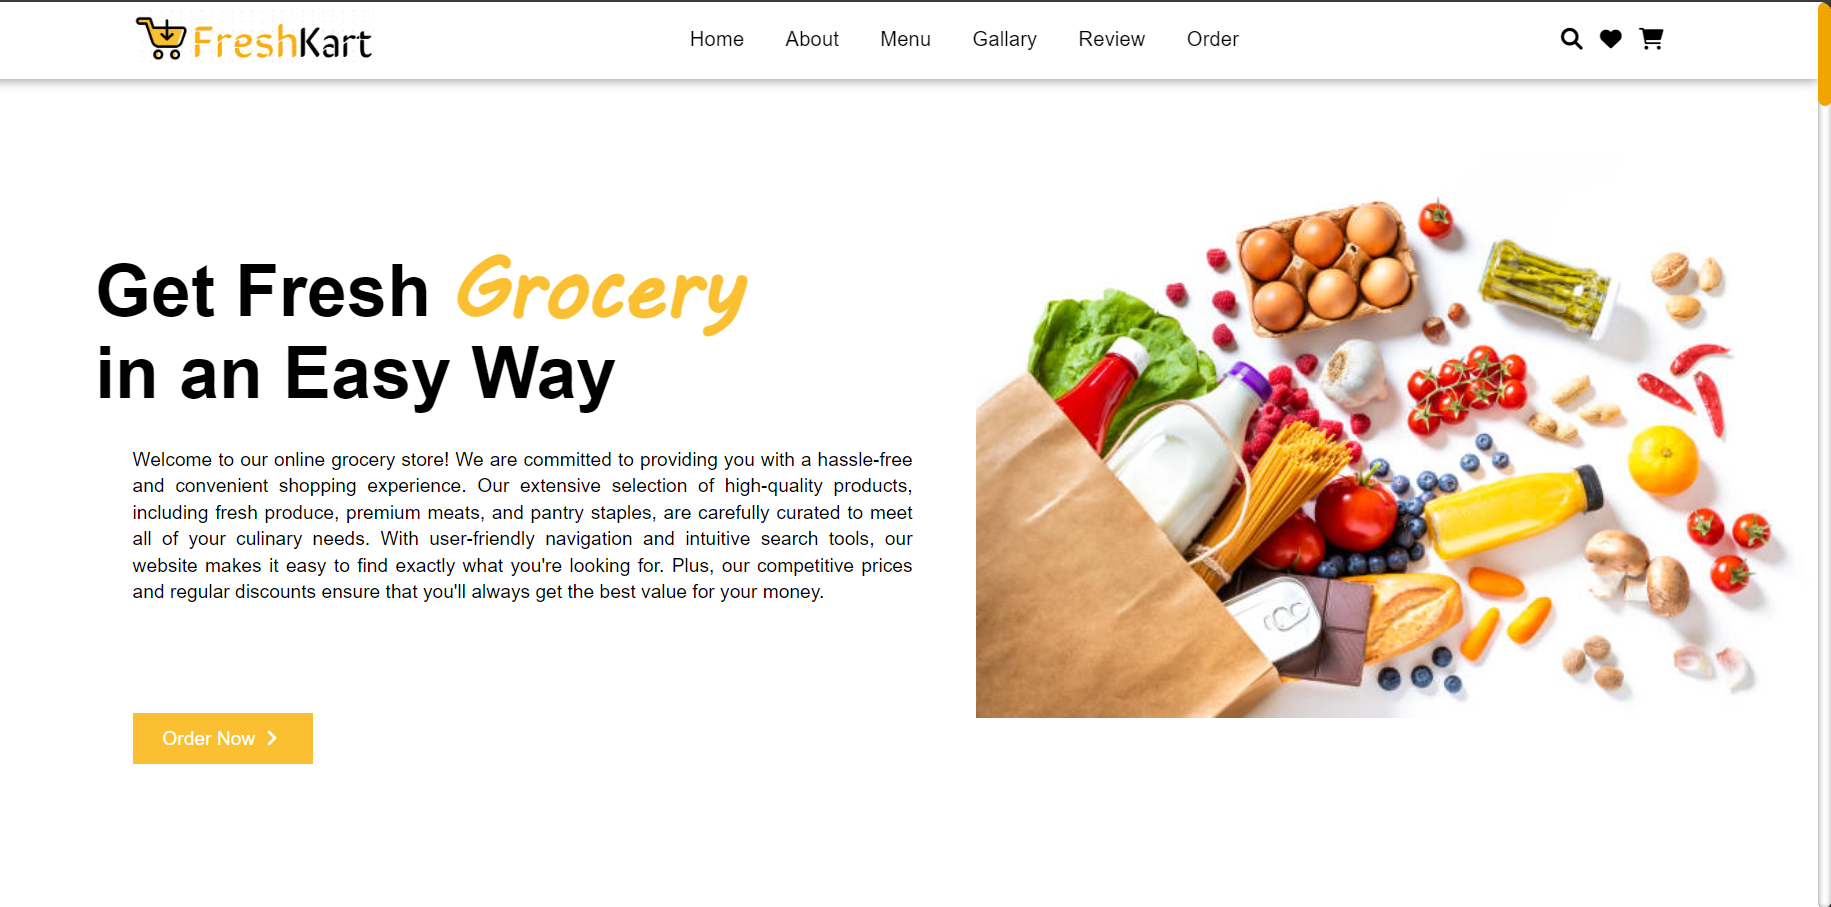 FreshKart
Home About Menu Gallary Review Order
Get Fresh Grocery
in an Easy Way
Welcome to our online grocery store! We are committed to providing you with a hassle-free
and convenient shopping experience. Our extensive selection of high-quality products,
including fresh produce, premium meats, and pantry staples, are carefully curated to meet
all of your culinary needs. With user-friendly navigation and intuitive search tools, our
website makes it easy to find exactly what you're looking for. Plus, our competitive prices
and regular discounts ensure that you'll always get the best value for your money.
Order Now